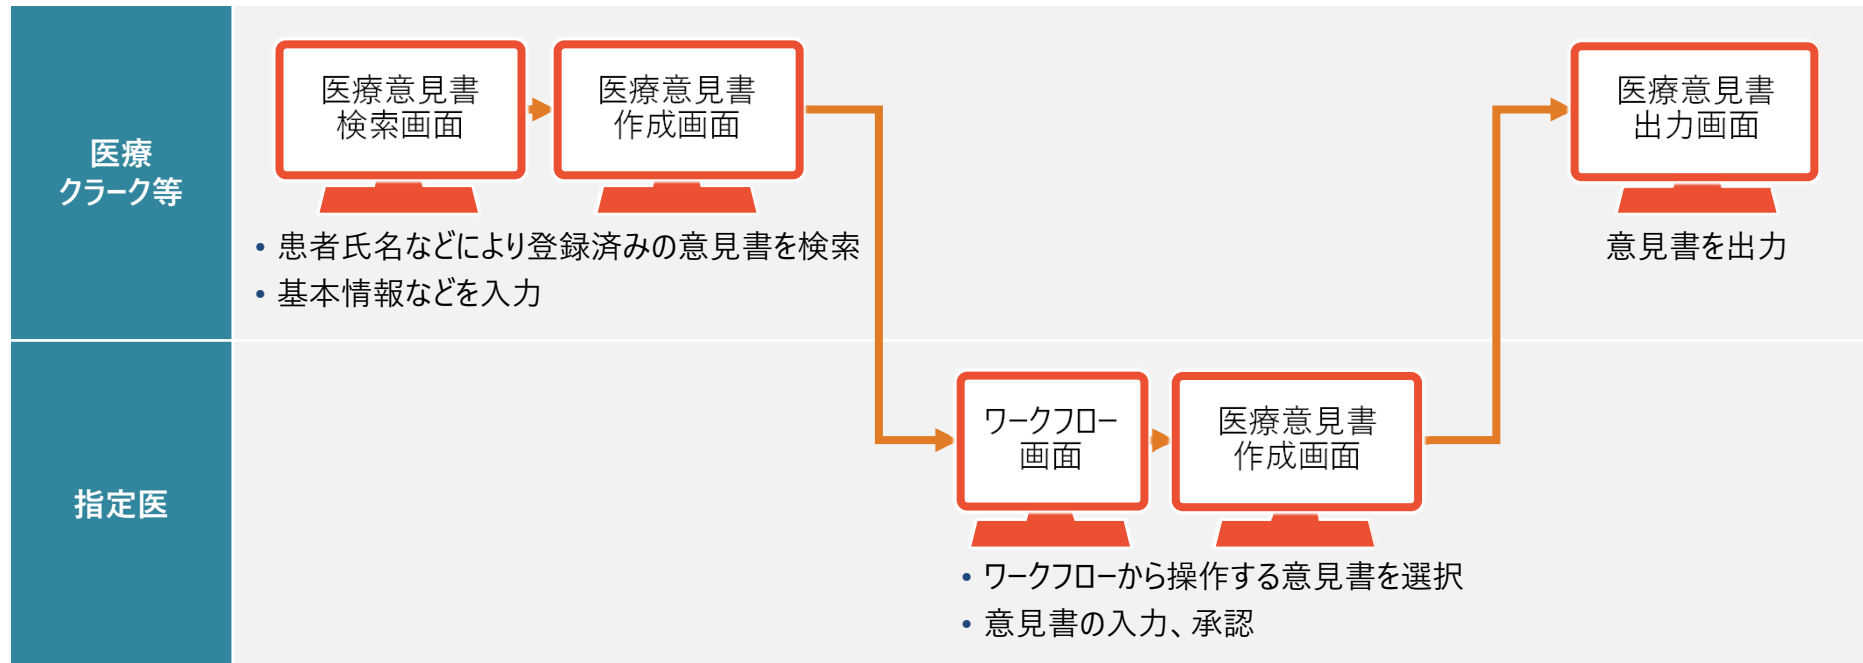 医療
クラーク等
医療意見書
検索画面
医療意見書
作成画面
医療意見書
出力画面
• 患者氏名などにより登録済みの意見書を検索
• 基本情報などを入力
意見書を出力
指定医
ワークフロー
画面
医療意見書
作成画面
• ワークフローから操作する意見書を選択
• 意見書の入力、承認